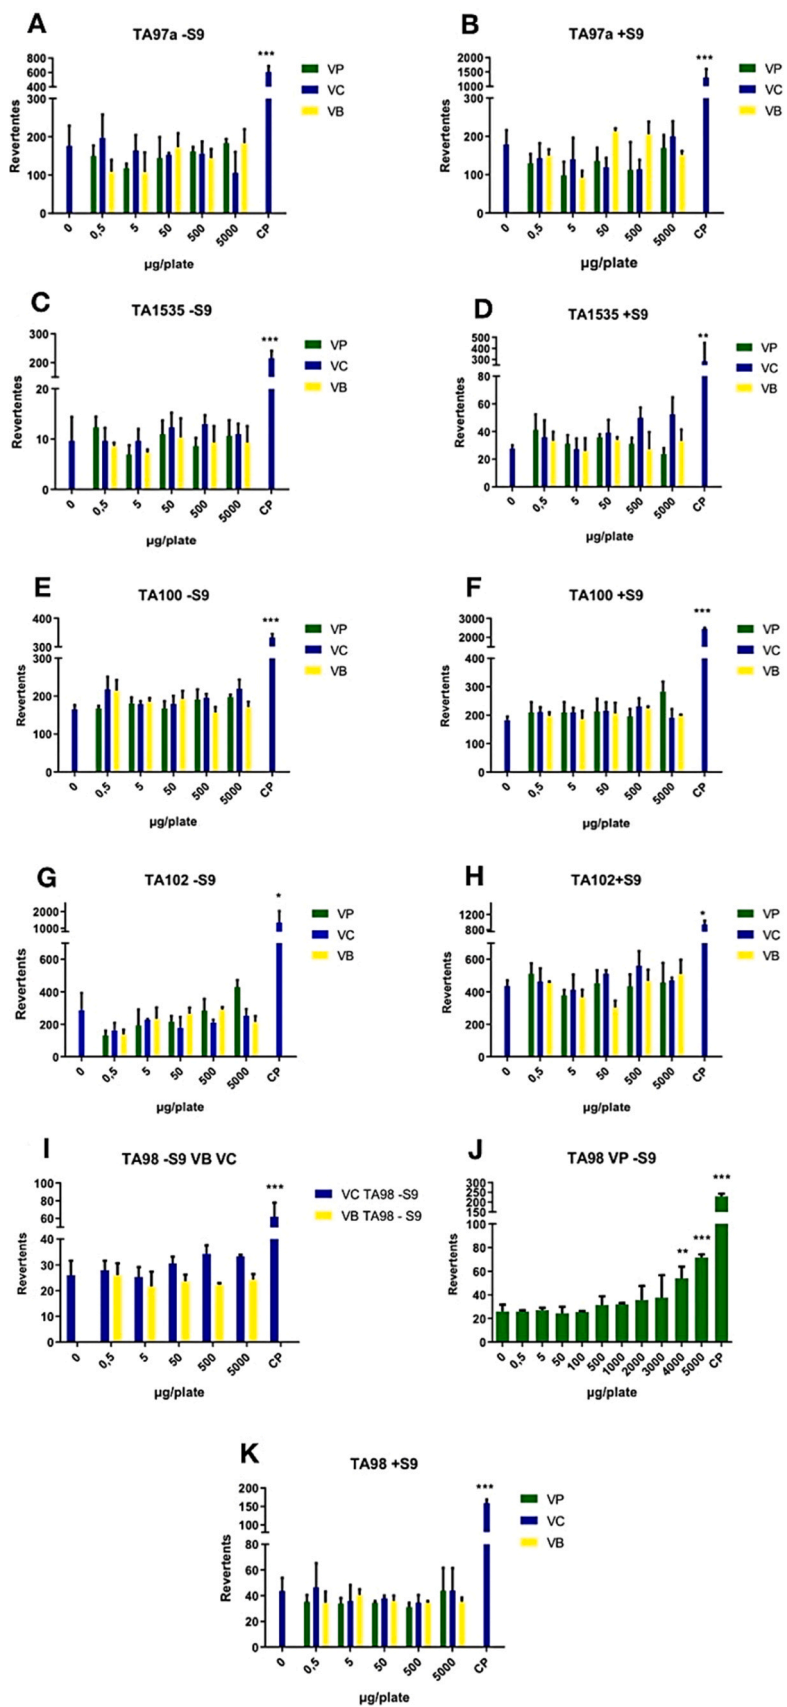 A
TA97a -S9
***
800
600
400
300
200
100
0
Revertentes
VP
VC
VB
0
0,5
5
50
500
5000
CP
µg/plate
B
TA97a +S9
***
2000
1500
1000
300
200
100
0
Revertentes
VP
VC
VB
0
0,5
5
50
500
5000
CP
µg/plate
C
TA1535 -S9
***
300
200
20
10
0
Revertentes
VP
VC
VB
0
0,5
5
50
500
5000
CP
µg/plate
D
TA1535 +S9
**
500
400
300
80
60
40
20
0
Revertentes
VP
VC
VB
0
0,5
5
50
500
5000
CP
µg/plate
E
TA100 -S9
***
400
300
300
200
100
0
Revertents
VP
VC
VB
0
0,5
5
50
500
5000
CP
µg/plate
F
TA100 +S9
***
3000
2000
400
300
200
100
0
Revertents
VP
VC
VB
0
0,5
5
50
500
5000
CP
µg/plate
G
TA102 -S9
*
2000
1000
600
400
200
0
Revertents
VP
VC
VB
0
0,5
5
50
500
5000
CP
µg/plate
H
TA102+S9
*
1200
800
600
400
200
0
Revertents
VP
VC
VB
0
0,5
5
50
500
5000
CP
µg/plate
I
TA98 -S9 VB VC
***
100
80
60
40
30
20
10
0
Revertents
VC TA98 -S9
VB TA98 - S9
0
0,5
5
50
500
5000
CP
µg/plate
J
TA98 VP -S9
***
**
***
300
250
200
150
100
80
60
40
20
0
Revertents
0
0,5
5
50
100
500
1000
2000
3000
4000
5000
CP
µg/plate
K
TA98 +S9
***
200
150
100
80
60
40
20
0
Revertents
VP
VC
VB
0
0,5
5
50
500
5000
CP
µg/plate